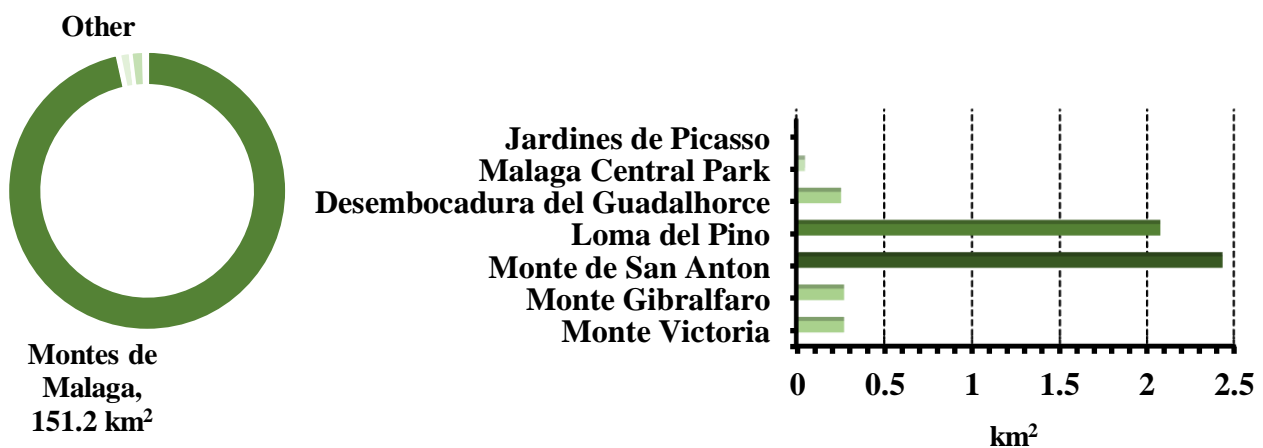 Other
Montes de
Malaga,
151.2 km²
Jardines de Picasso
Malaga Central Park
Desembocadura del Guadalhorce
Loma del Pino
Monte de San Anton
Monte Gibralfaro
Monte Victoria
0 0.5 1 1.5 2 2.5
km²